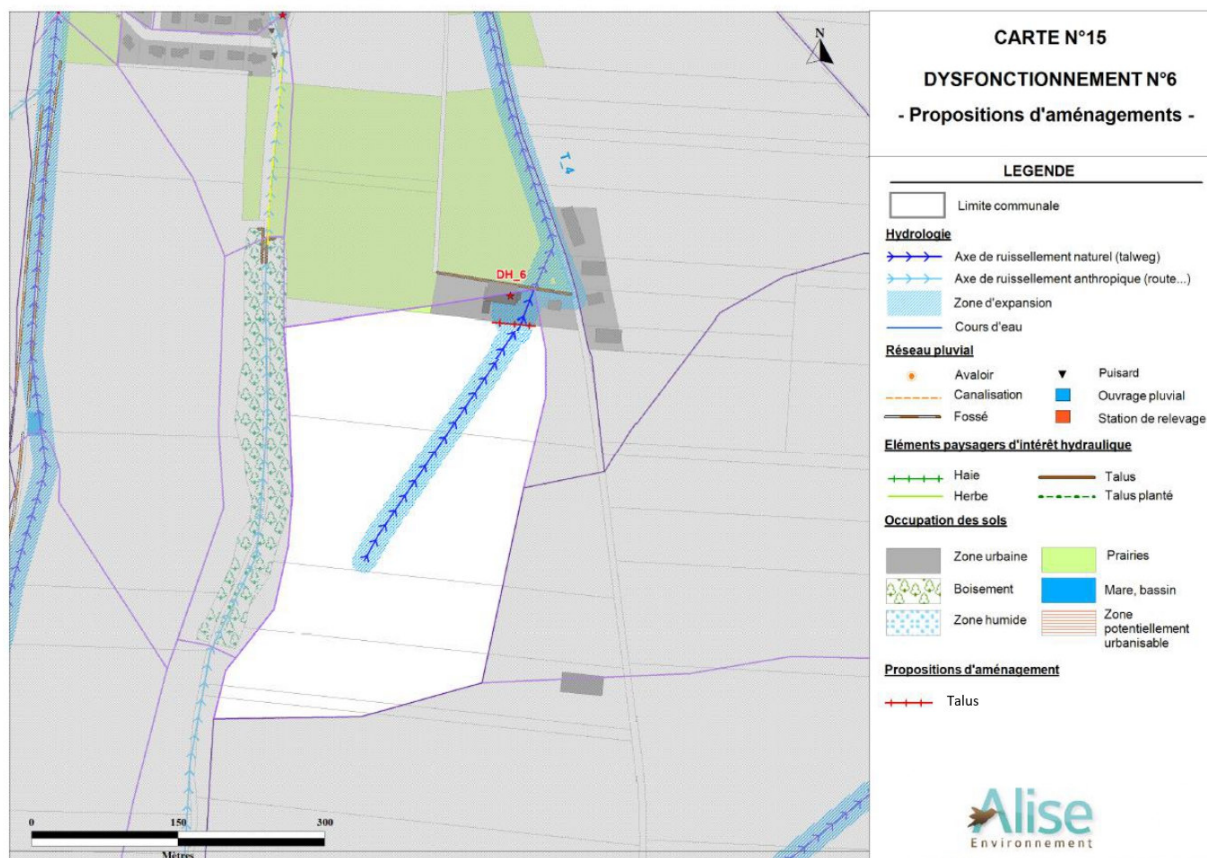 N
T_4
DH_6
0
150
300
Mètres
CARTE N°15
DYSFONCTIONNEMENT N°6
- Propositions d'aménagements -
LEGENDE
Limite communale
Hydrologie
Axe de ruissellement naturel (talweg)
Axe de ruissellement anthropique (route...)
Zone d'expansion
Cours d'eau
Réseau pluvial
Avaloir
Puisard
Canalisation
Ouvrage pluvial
Fossé
Station de relevage
Eléments paysagers d'intérêt hydraulique
Haie
Talus
Herbe
Talus planté
Occupation des sols
Zone urbaine
Prairies
Boisement
Mare, bassin
Zone humide
Zone
potentiellement
urbanisable
Propositions d'aménagement
Talus
Alise
Environnement